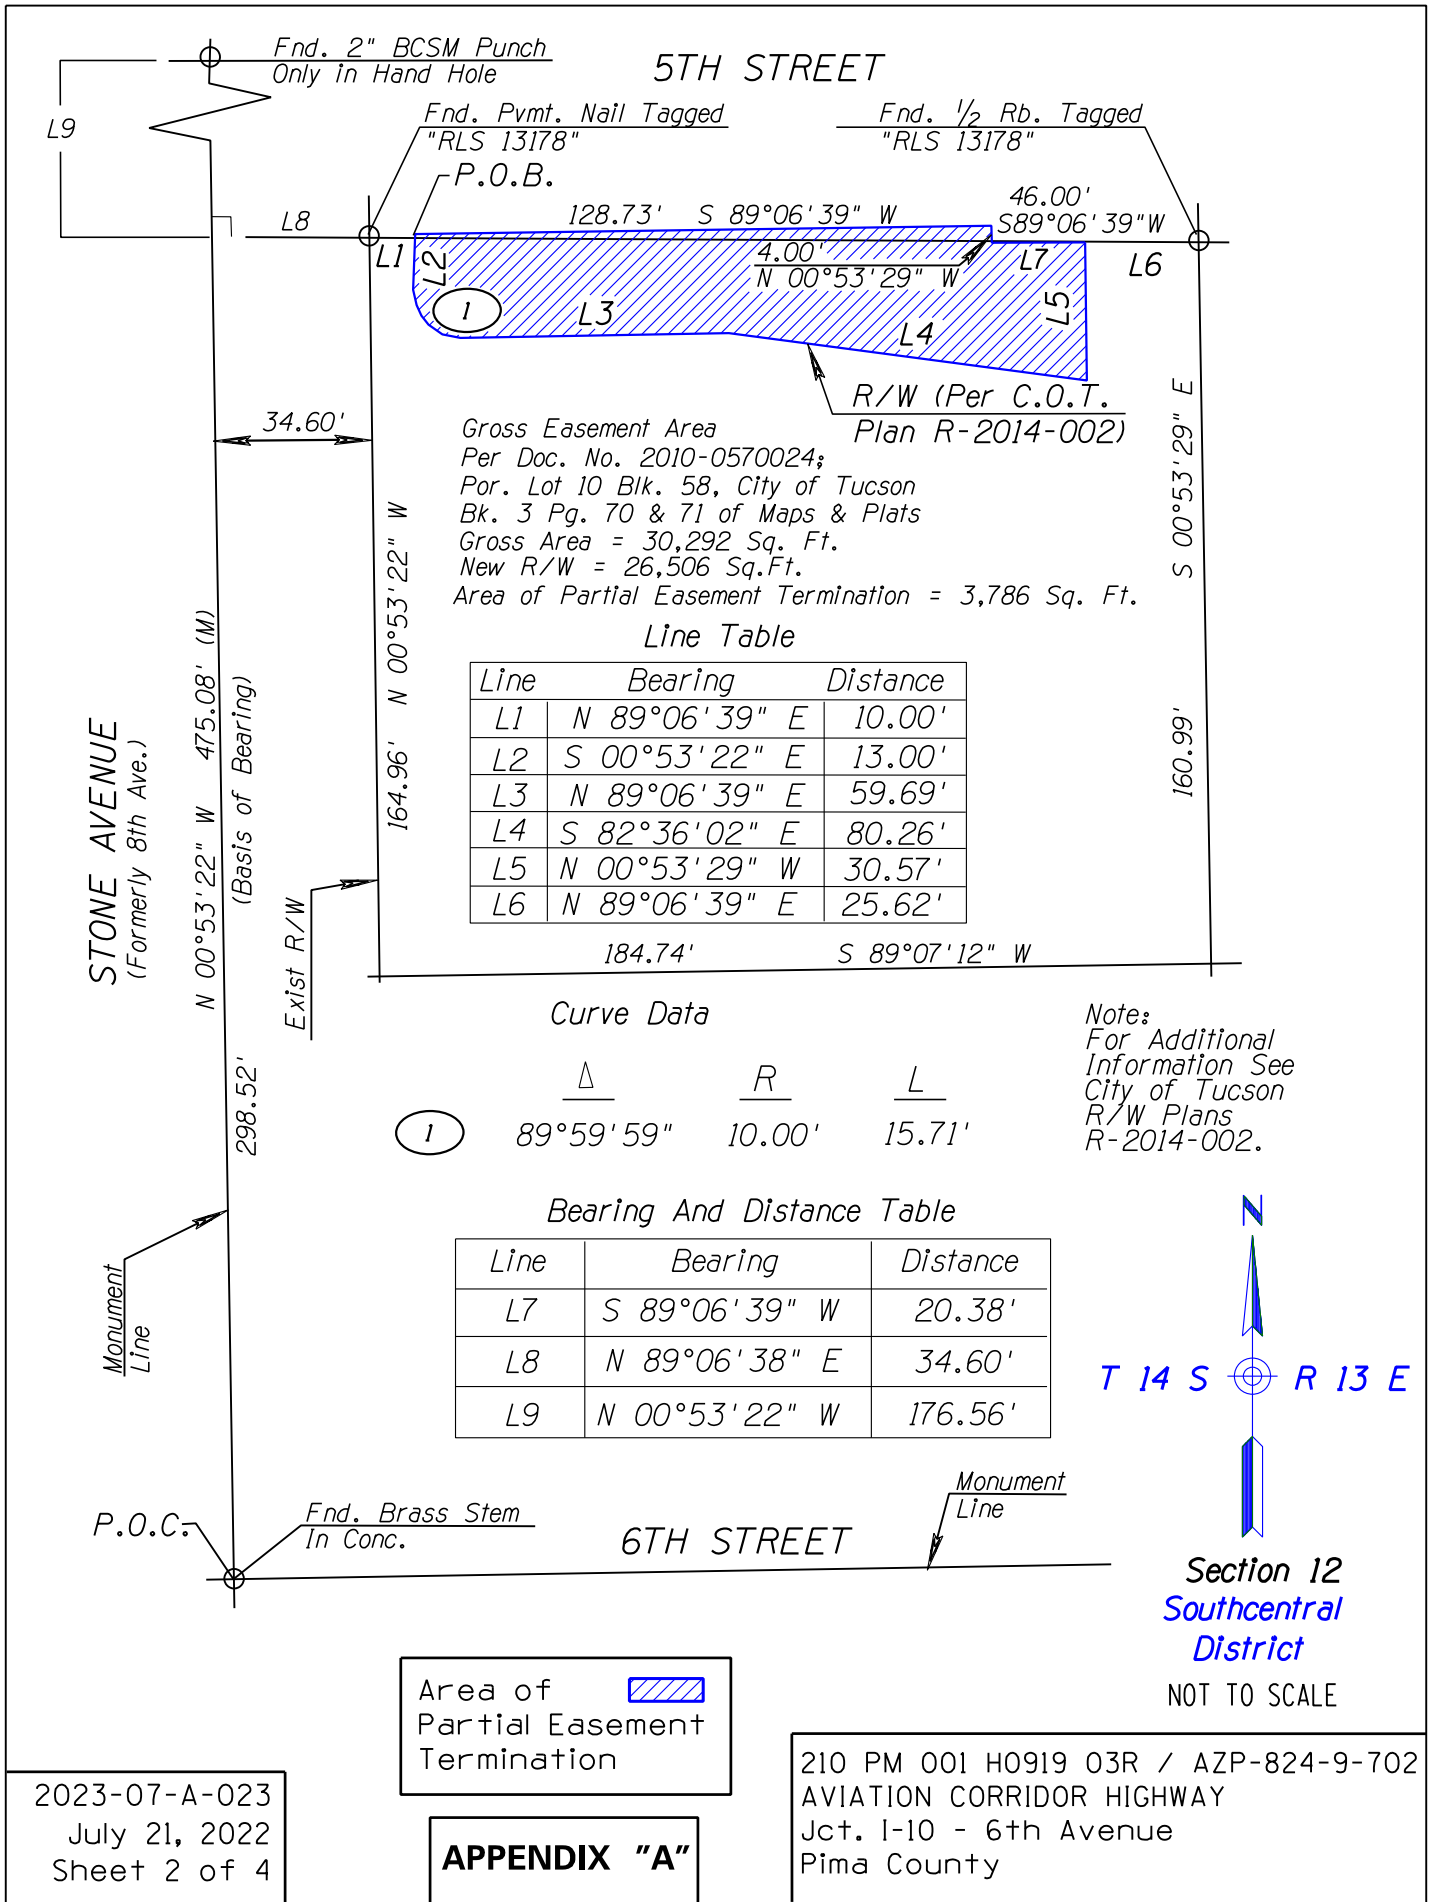 Fnd. 2" BCSM Punch
Only in Hand Hole
5TH STREET
L9
Fnd. Pvmt. Nail Tagged
"RLS 13178"
Fnd. 1/2 Rb. Tagged
"RLS 13178"
P.O.B.
L8
128.73' S 89°06'39" W
46.00'
S89°06'39"W
L1
L2
4.00'
N 00°53'29" W
L7
L6
1
L3
L4
L5
R/W (Per C.O.T.
Plan R-2014-002)
34.60'
Gross Easement Area
Per Doc. No. 2010-0570024;
Por. Lot 10 Blk. 58, City of Tucson
Bk. 3 Pg. 70 & 71 of Maps & Plats
Gross Area = 30,292 Sq. Ft.
New R/W = 26,506 Sq.Ft.
Area of Partial Easement Termination = 3,786 Sq. Ft.
164.96' N 00°53'22" W
160.99' S 00°53'29" E
STONE AVENUE
(Formerly 8th Ave.)
N 00°53'22" W 475.08' (M)
(Basis of Bearing)
Exist R/W
298.52'
Line Table
Line Bearing Distance
L1 N 89°06'39" E 10.00'
L2 S 00°53'22" E 13.00'
L3 N 89°06'39" E 59.69'
L4 S 82°36'02" E 80.26'
L5 N 00°53'29" W 30.57'
L6 N 89°06'39" E 25.62'
184.74' S 89°07'12" W
Curve Data
Δ R L
1 89°59'59" 10.00' 15.71'
Note:
For Additional
Information See
City of Tucson
R/W Plans
R-2014-002.
Monument
Line
Bearing And Distance Table
Line Bearing Distance
L7 S 89°06'39" W 20.38'
L8 N 89°06'38" E 34.60'
L9 N 00°53'22" W 176.56'
N
T 14 S R 13 E
P.O.C.
Fnd. Brass Stem
In Conc.
6TH STREET
Monument
Line
Section 12
Southcentral
District
NOT TO SCALE
Area of
Partial Easement
Termination
2023-07-A-023
July 21, 2022
Sheet 2 of 4
APPENDIX "A"
210 PM 001 H0919 03R / AZP-824-9-702
AVIATION CORRIDOR HIGHWAY
Jct. I-10 - 6th Avenue
Pima County